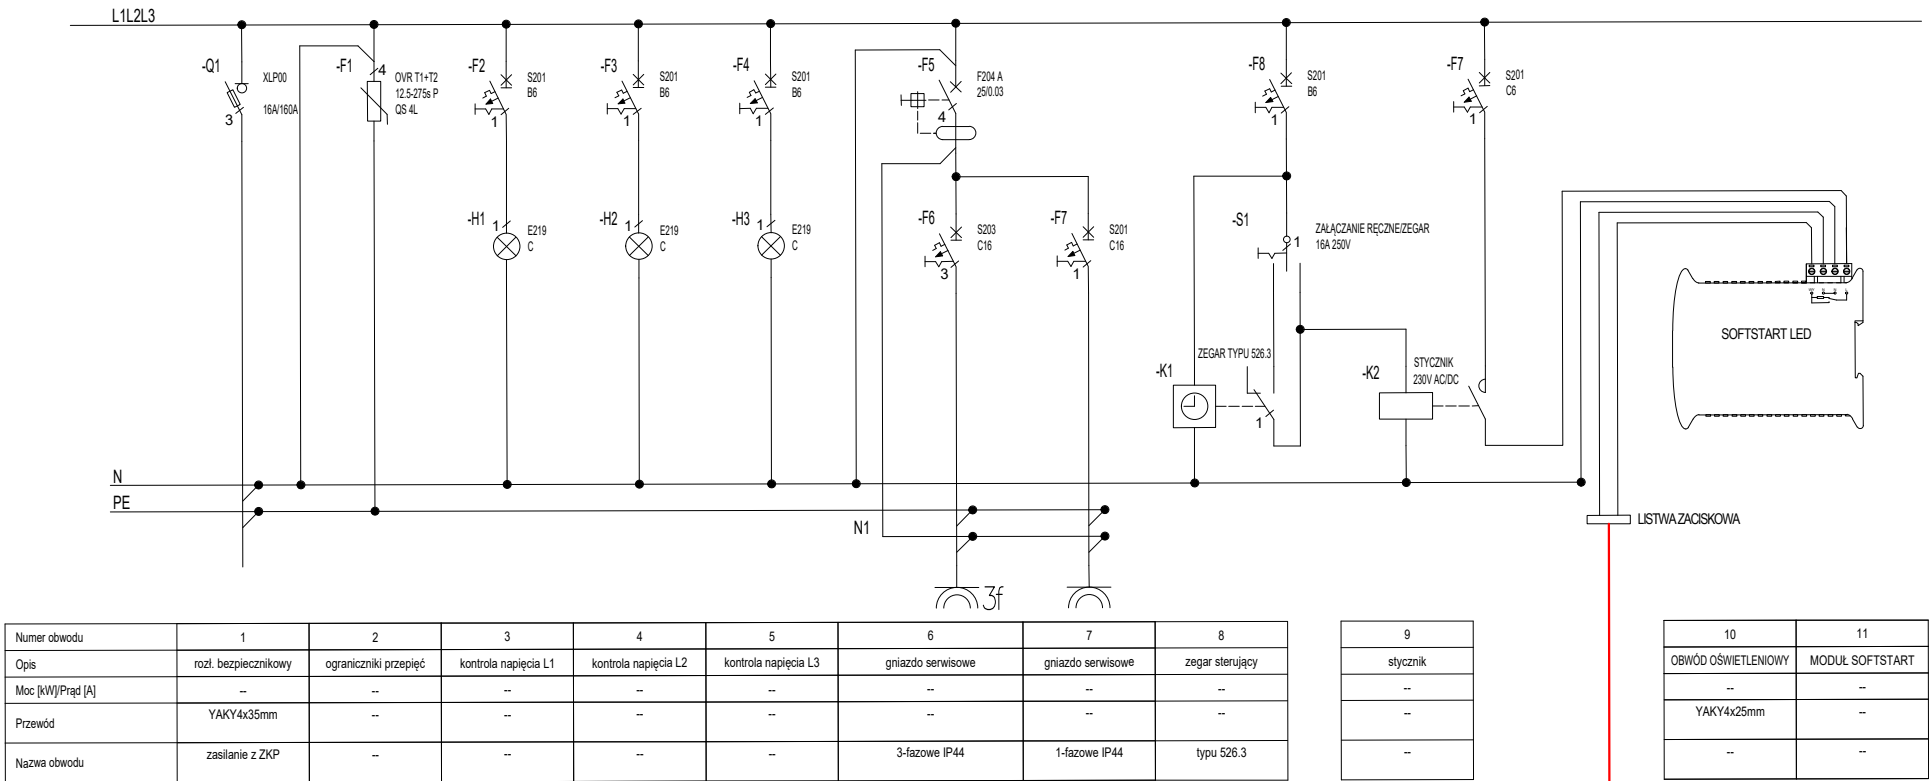 L1L2L3
-Q1
XLP00
16A/160A
3
-F1
4
OVR T1+T2
12.5-275s P
QS 4L
-F2
S201
B6
1
-F3
S201
B6
1
-F4
S201
B6
1
-F5
F204 A
25/0.03
4
-F8
S201
B6
1
-F7
S201
C6
1
-H1
1
E219
C
-H2
1
E219
C
-H3
1
E219
C
-F6
S203
C16
3
-F7
S201
C16
1
-S1
1
ZAŁĄCZANIE RĘCZNE/ZEGAR
16A 250V
SOFTSTART LED
-K1
ZEGAR TYPU 526.3
1
-K2
STYCZNIK
230V AC/DC
N
PE
N1
LISTWA ZACISKOWA
3f
Numer obwodu 1 2 3 4 5 6 7 8 9 10 11
Opis rozł. bezpiecznikowy ograniczniki przepięć kontrola napięcia L1 kontrola napięcia L2 kontrola napięcia L3 gniazdo serwisowe gniazdo serwisowe zegar sterujący stycznik OBWÓD OŚWIETLENIOWY MODUŁ SOFTSTART
Moc [kW]/Prąd [A] -- -- -- -- -- -- -- -- -- -- --
Przewód YAKY4x35mm -- -- -- -- -- -- -- -- YAKY4x25mm --
Nazwa obwodu zasilanie z ZKP -- -- -- -- 3-fazowe IP44 1-fazowe IP44 typu 526.3 -- -- --